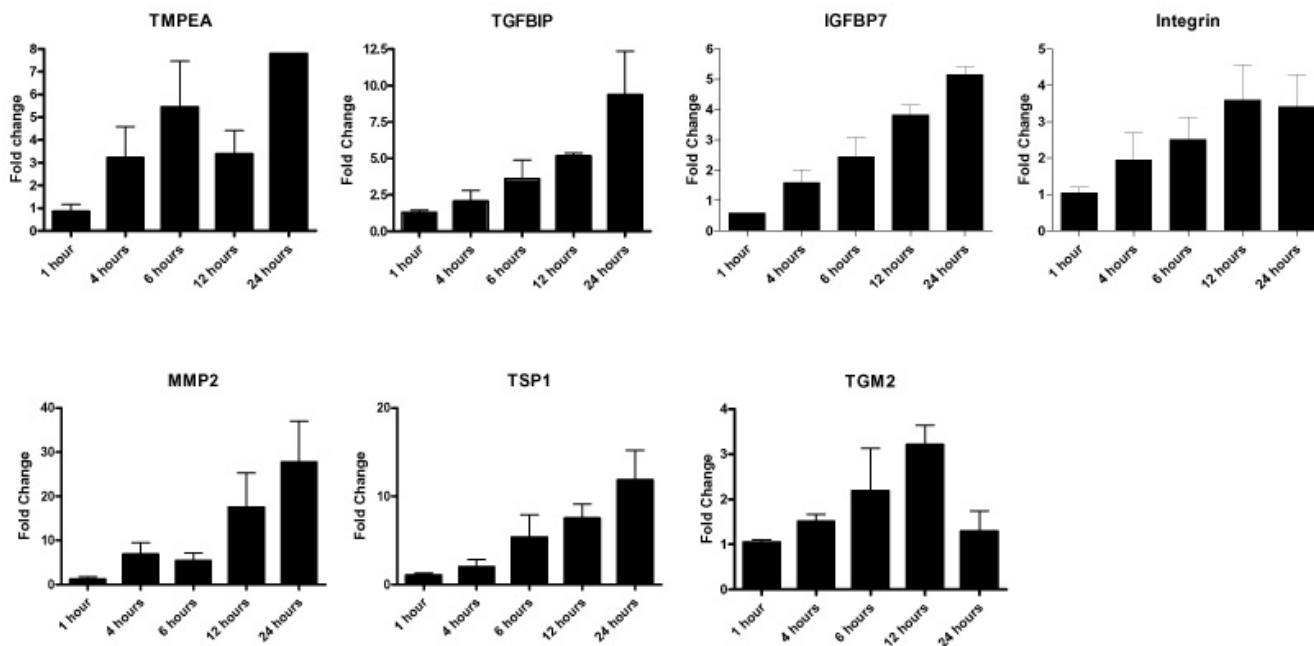 TMPEA
Fold change
8
7
6
5
4
3
2
1
0
1 hour
4 hours
6 hours
12 hours
24 hours
TGFBIP
Fold Change
12.5
10.0
7.5
5.0
2.5
0.0
1 hour
4 hours
6 hours
12 hours
24 hours
IGFBP7
Fold Change
6
5
4
3
2
1
0
1 hour
4 hours
6 hours
12 hours
24 hours
Integrin
Fold Change
5
4
3
2
1
0
1 hour
4 hours
6 hours
12 hours
24 hours
MMP2
Fold Change
40
30
20
10
0
1 hour
4 hours
6 hours
12 hours
24 hours
TSP1
Fold Change
20
10
0
1 hour
4 hours
6 hours
12 hours
24 hours
TGM2
Fold Change
4
3
2
1
0
1 hour
4 hours
6 hours
12 hours
24 hours